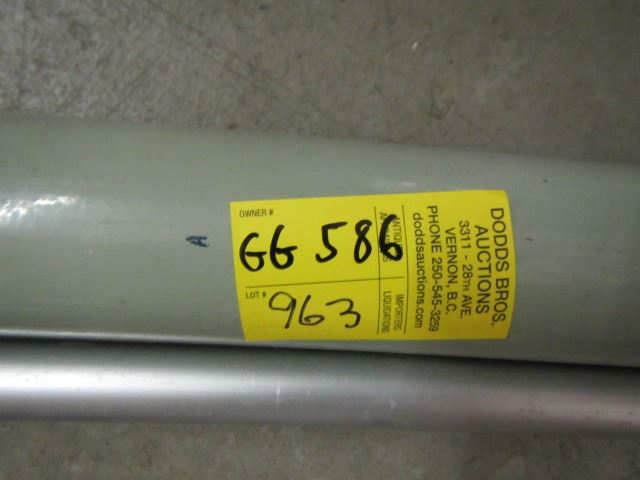 OWNER #
GG 586
LOT #
963
IMPORTERS
LIQUIDATIONS
DODDS BROS.
AUCTIONS
3311 - 28TH AVE.
VERNON, B.C.
PHONE 250-545-3259
doddsauctions.com
A